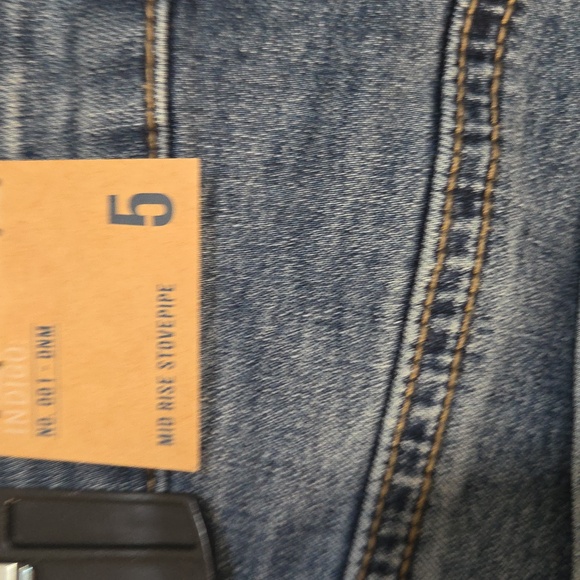 INDIGO
NO. 001 - DNM
MID RISE STOVEPIPE
5